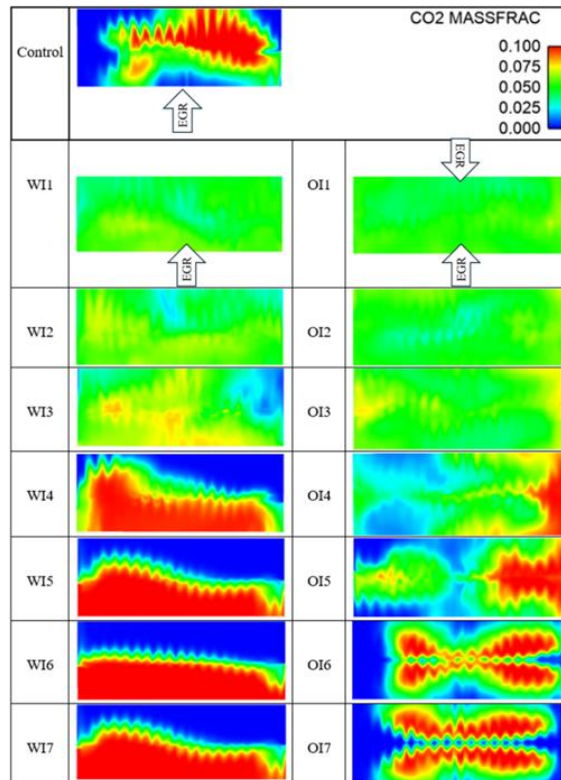 CO2 MASSFRAC
Control
0.100
0.075
0.050
0.025
0.000
EGR
EGR
WI1
OI1
EGR
EGR
WI2
OI2
WI3
OI3
WI4
OI4
WI5
OI5
WI6
OI6
WI7
OI7